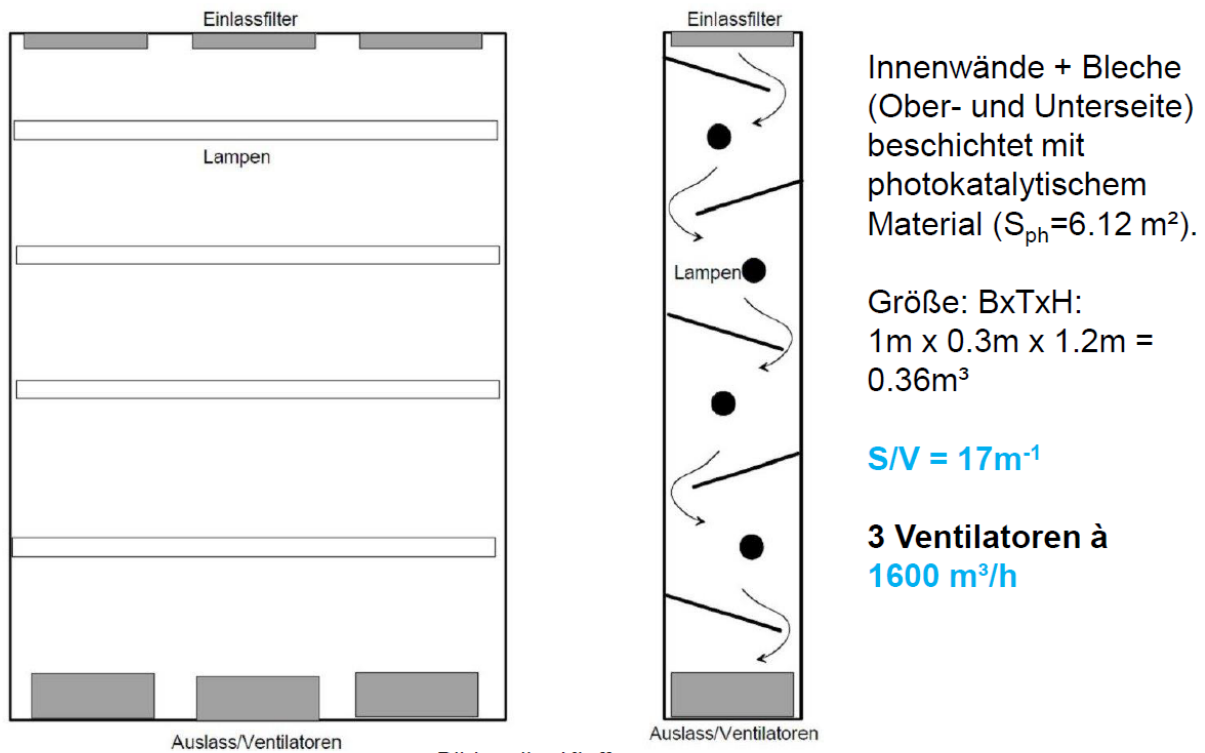 Einlassfilter
Lampen
Auslass/Ventilatoren
Einlassfilter
Lampen
Auslass/Ventilatoren
Innenwände + Bleche
(Ober- und Unterseite)
beschichtet mit
photokatalytischem
Material (Sph=6.12 m²).
Größe: BxTxH:
1m x 0.3m x 1.2m =
0.36m³
S/V = 17m⁻¹
3 Ventilatoren à
1600 m³/h